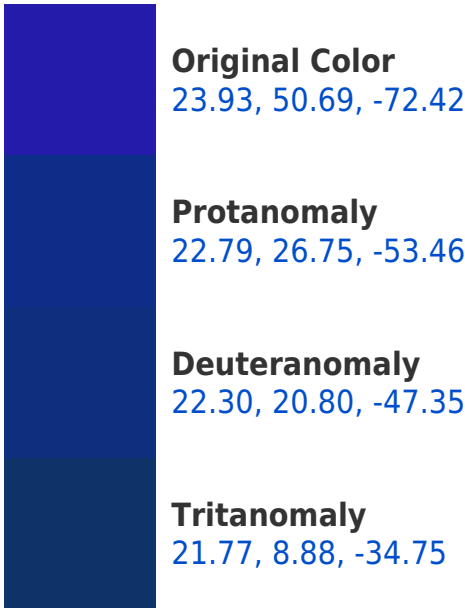 Original Color
23.93, 50.69, -72.42
Protanomaly
22.79, 26.75, -53.46
Deuteranomaly
22.30, 20.80, -47.35
Tritanomaly
21.77, 8.88, -34.75